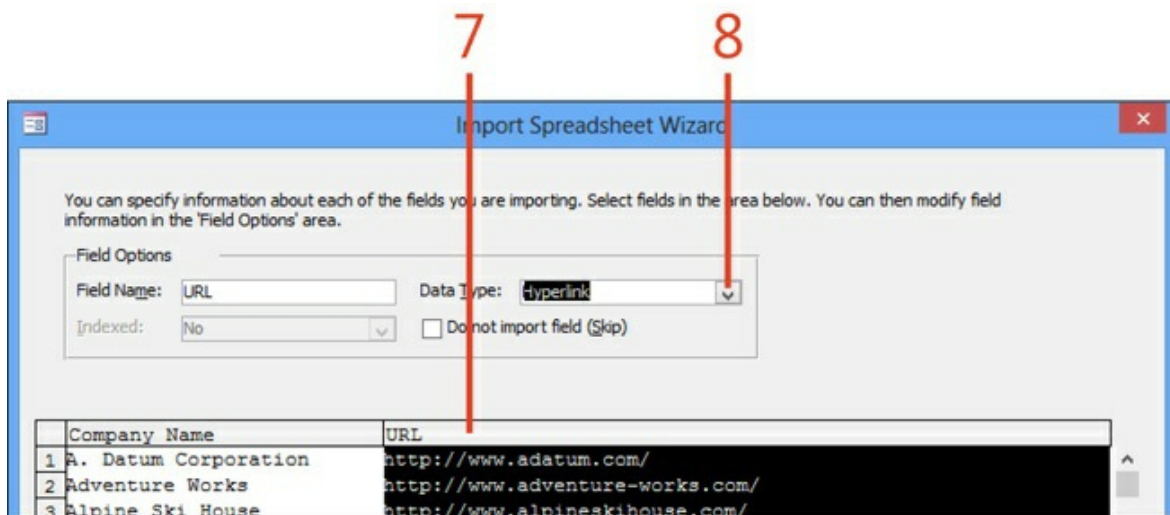 7 8
Import Spreadsheet Wizard
You can specify information about each of the fields you are importing. Select fields in the area below. You can then modify field
information in the 'Field Options' area.
Field Options
Field Name: URL Data Type: Hyperlink
Indexed: No Do not import field (Skip)
Company Name URL
1 A. Datum Corporation http://www.adatum.com/
2 Adventure Works http://www.adventure-works.com/
3 Alpine Ski House http://www.alpineskihouse.com/